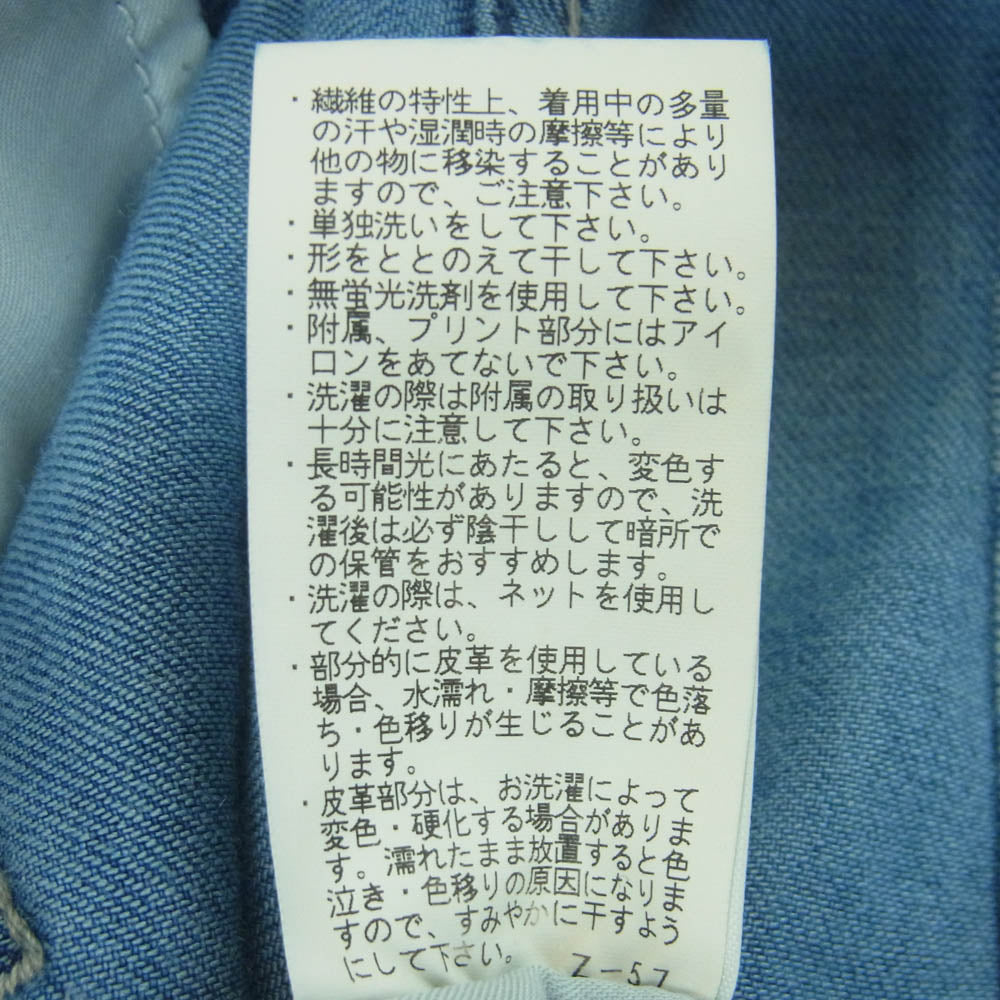 ・繊維の特性上、着用中の多量
の汗や湿潤時の摩擦等により
他の物に移染することがあり
ますので、ご注意下さい。
・単独洗いをして下さい。
・形をととのえて干して下さい。
・無蛍光洗剤を使用して下さい。
・附属、プリント部分にはアイ
ロンをあてないで下さい。
・洗濯の際は附属の取り扱いは
十分に注意して下さい。
・長時間光にあたると、変色す
る可能性がありますので、洗
濯後は必ず陰干しして暗所で
の保管をおすすめします。
・洗濯の際は、ネットを使用し
てください。
・部分的に皮革を使用している
場合、水濡れ・摩擦等で色落
ち・色移りが生じることがあ
ります。
・皮革部分は、お洗濯によって
変色・硬化する場合がありま
す。濡れたまま放置すると色
泣き・色移りの原因になりま
すので、すみやかに干すよう
にして下さい。
Z-57